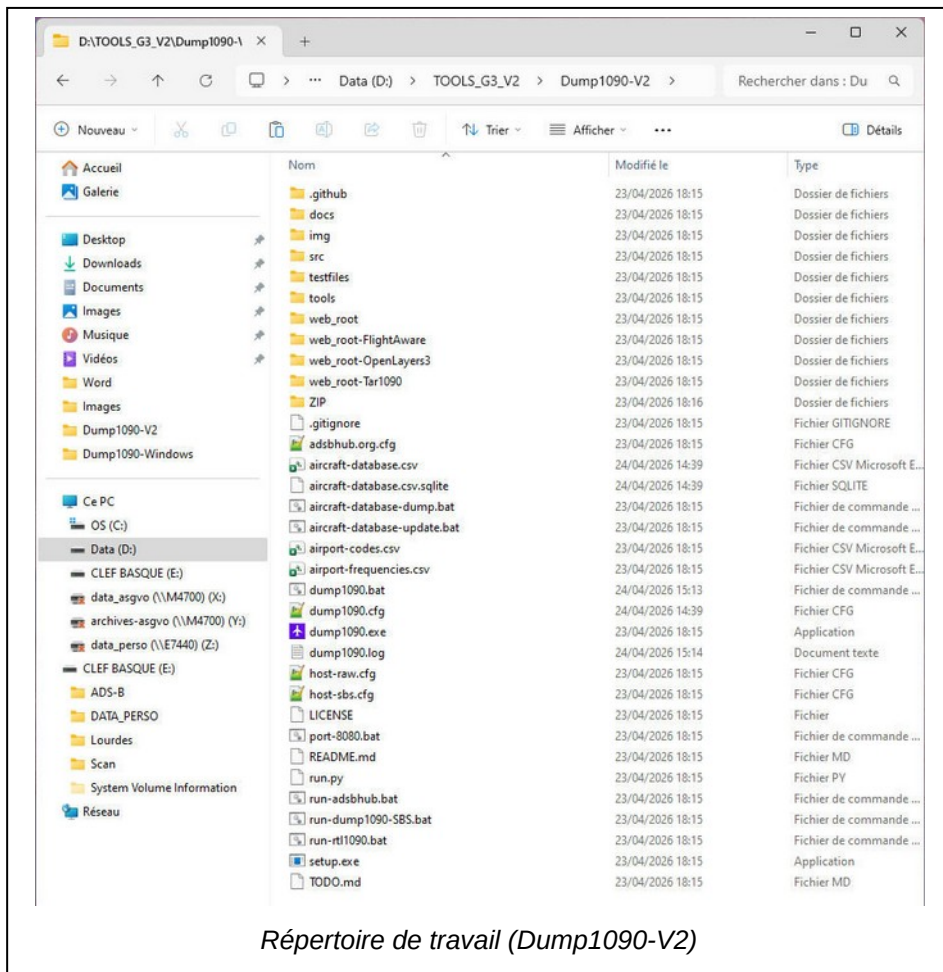 D:\TOOLS_G3_V2\Dump1090-\
Data (D:) TOOLS_G3_V2 Dump1090-V2 Rechercher dans : Du
Nouveau Trier Afficher Détails
Accueil
Galerie
Desktop
Downloads
Documents
Images
Musique
Vidéos
Word
Images
Dump1090-V2
Dump1090-Windows
Ce PC
OS (C:)
Data (D:)
CLEF BASQUE (E:)
data_asgvo (\\M4700) (X:)
archives-asgvo (\\M4700) (Y:)
data_perso (\\E7440) (Z:)
CLEF BASQUE (E:)
ADS-B
DATA_PERSO
Lourdes
Scan
System Volume Information
Réseau
Nom Modifié le Type
.github 23/04/2026 18:15 Dossier de fichiers
docs 23/04/2026 18:15 Dossier de fichiers
img 23/04/2026 18:15 Dossier de fichiers
src 23/04/2026 18:15 Dossier de fichiers
testfiles 23/04/2026 18:15 Dossier de fichiers
tools 23/04/2026 18:15 Dossier de fichiers
web_root 23/04/2026 18:15 Dossier de fichiers
web_root-FlightAware 23/04/2026 18:15 Dossier de fichiers
web_root-OpenLayers3 23/04/2026 18:15 Dossier de fichiers
web_root-Tar1090 23/04/2026 18:15 Dossier de fichiers
ZIP 23/04/2026 18:16 Dossier de fichiers
.gitignore 23/04/2026 18:15 Fichier GITIGNORE
adsbhub.org.cfg 23/04/2026 18:15 Fichier CFG
aircraft-database.csv 24/04/2026 14:39 Fichier CSV Microsoft E...
aircraft-database.csv.sqlite 24/04/2026 14:39 Fichier SQLITE
aircraft-database-dump.bat 23/04/2026 18:15 Fichier de commande ...
aircraft-database-update.bat 23/04/2026 18:15 Fichier de commande ...
airport-codes.csv 23/04/2026 18:15 Fichier CSV Microsoft E...
airport-frequencies.csv 23/04/2026 18:15 Fichier CSV Microsoft E...
dump1090.bat 24/04/2026 15:13 Fichier de commande ...
dump1090.cfg 24/04/2026 14:39 Fichier CFG
dump1090.exe 23/04/2026 18:15 Application
dump1090.log 24/04/2026 15:14 Document texte
host-raw.cfg 23/04/2026 18:15 Fichier CFG
host-sbs.cfg 23/04/2026 18:15 Fichier CFG
LICENSE 23/04/2026 18:15 Fichier
port-8080.bat 23/04/2026 18:15 Fichier de commande ...
README.md 23/04/2026 18:15 Fichier MD
run.py 23/04/2026 18:15 Fichier PY
run-adsbhub.bat 23/04/2026 18:15 Fichier de commande ...
run-dump1090-SBS.bat 23/04/2026 18:15 Fichier de commande ...
run-rtl1090.bat 23/04/2026 18:15 Fichier de commande ...
setup.exe 23/04/2026 18:15 Application
TODO.md 23/04/2026 18:15 Fichier MD
Répertoire de travail (Dump1090-V2)